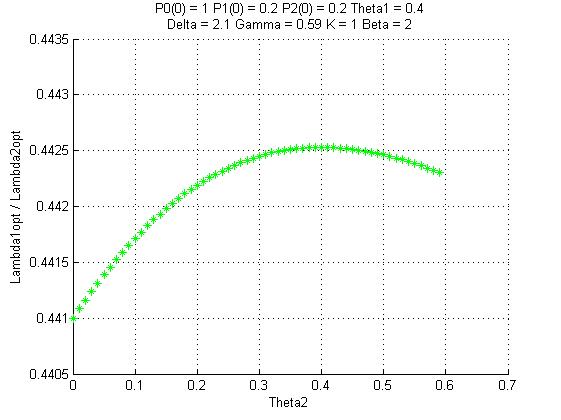 P0(0) = 1 P1(0) = 0.2 P2(0) = 0.2 Theta1 = 0.4
Delta = 2.1 Gamma = 0.59 K = 1 Beta = 2
0.4435
0.443
0.4425
0.442
0.4415
0.441
0.4405
Lambda1opt / Lambda2opt
0 0.1 0.2 0.3 0.4 0.5 0.6 0.7
Theta2